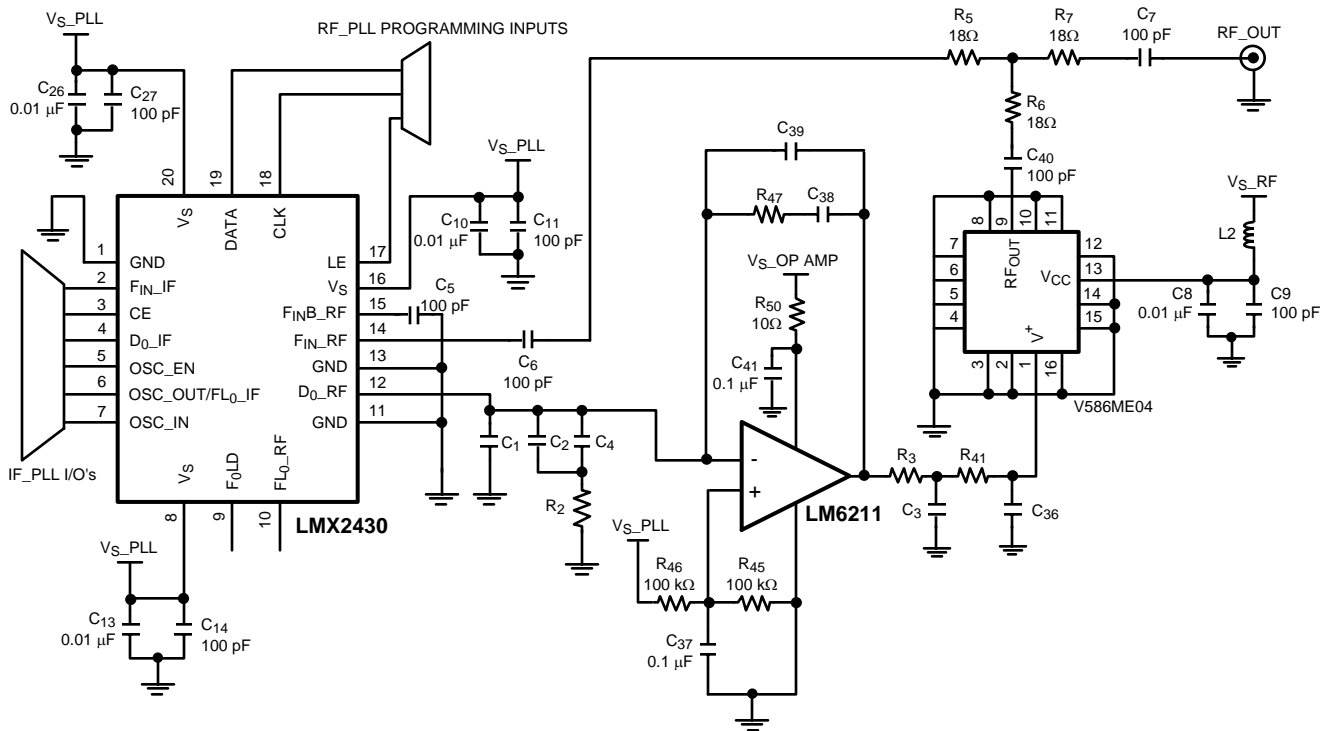 VS_PLL
C26
0.01 µF
C27
100 pF
RF_PLL PROGRAMMING INPUTS
R5
18Ω
R7
18Ω
C7
100 pF
RF_OUT
R6
18Ω
C40
100 pF
20
19
18
VS
DATA
CLK
1
GND
2
FIN_IF
3
CE
4
D0_IF
5
OSC_EN
6
OSC_OUT/FL0_IF
7
OSC_IN
17
LE
16
VS
15
FINB_RF
14
FIN_RF
13
GND
12
D0_RF
11
GND
VS
F0LD
FL0_RF
8
9
10
LMX2430
IF_PLL I/O's
VS_PLL
C13
0.01 µF
C14
100 pF
VS_PLL
C10
0.01 µF
C11
100 pF
C5
100 pF
C6
100 pF
C1
C2
C4
R2
C39
R47
C38
VS_OP AMP
R50
10Ω
C41
0.1 µF
-
+
LM6211
VS_PLL
R46
100 kΩ
R45
100 kΩ
C37
0.1 µF
R3
R41
C3
C36
8
9
10
11
7
6
5
4
RFOUT
VCC
V+
12
13
14
15
3
2
1
16
V586ME04
VS_RF
L2
C8
0.01 µF
C9
100 pF